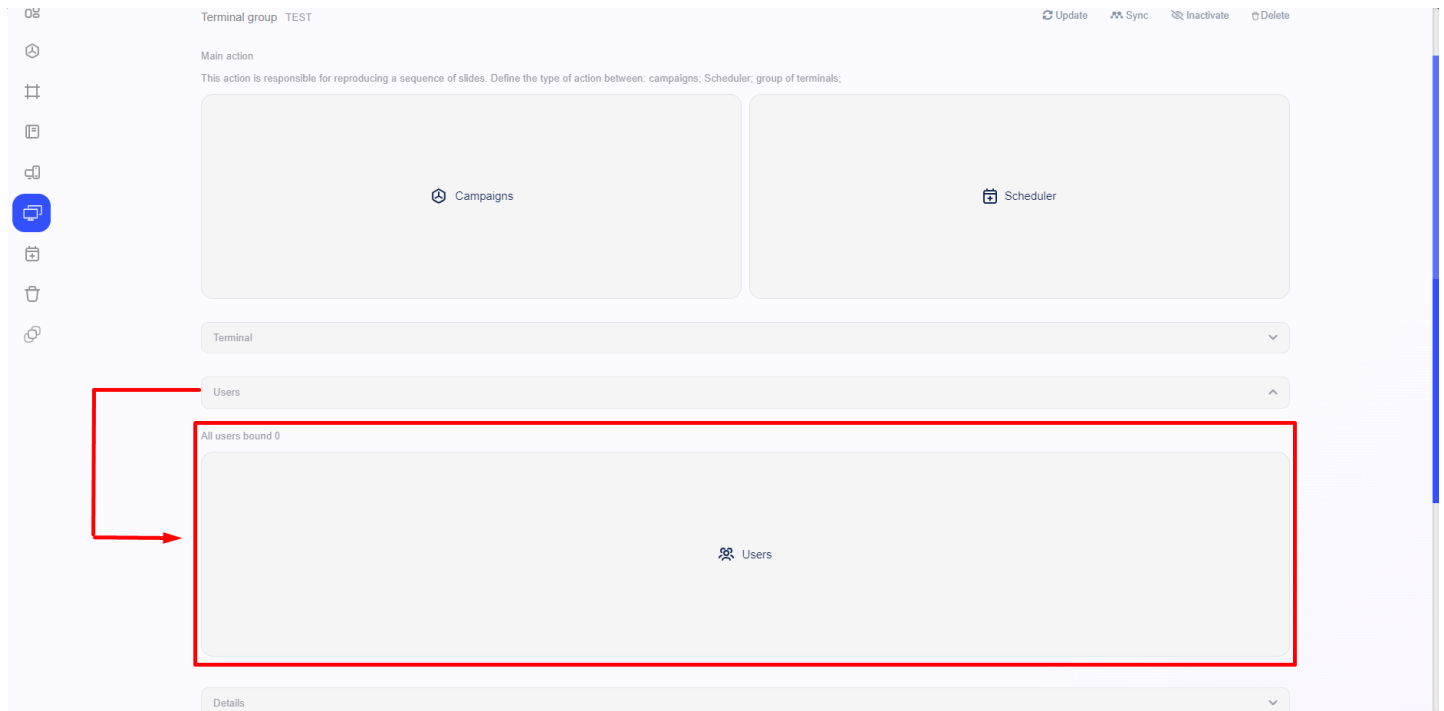 Terminal group TEST Update Sync Inactivate Delete
Main action
This action is responsible for reproducing a sequence of slides. Define the type of action between: campaigns; Scheduler; group of terminals;
Campaigns Scheduler
Terminal
Users
All users bound 0
Users
Details